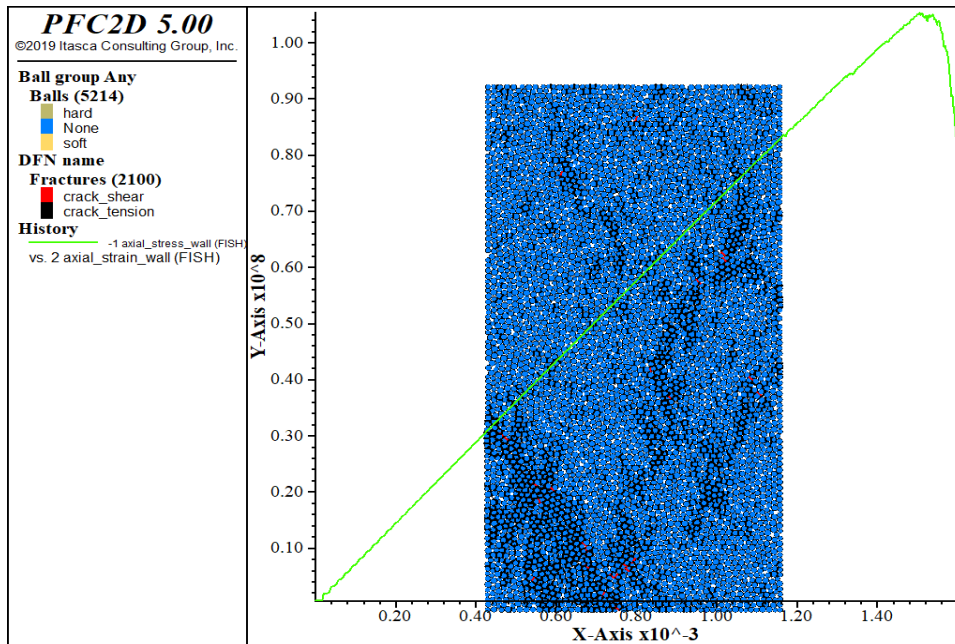 PFC2D 5.00
©2019 Itasca Consulting Group, Inc.
Ball group Any
Balls (5214)
hard
None
soft
DFN name
Fractures (2100)
crack_shear
crack_tension
History
-1 axial_stress_wall (FISH)
vs. 2 axial_strain_wall (FISH)
Y-Axis x10^8
1.00
0.90
0.80
0.70
0.60
0.50
0.40
0.30
0.20
0.10
0.20
0.40
0.60
0.80
1.00
1.20
1.40
X-Axis x10^-3